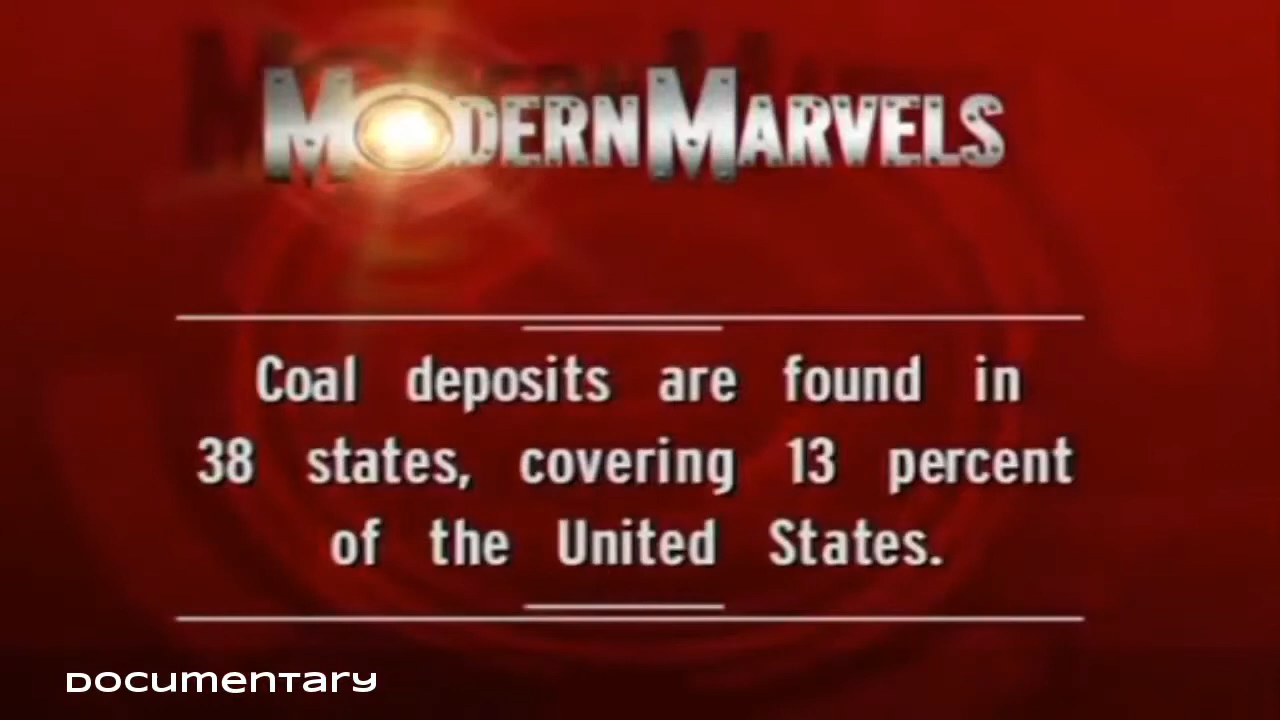 MODERN MARVELS
Coal deposits are found in
38 states, covering 13 percent
of the United States.
DOCUMENTARY